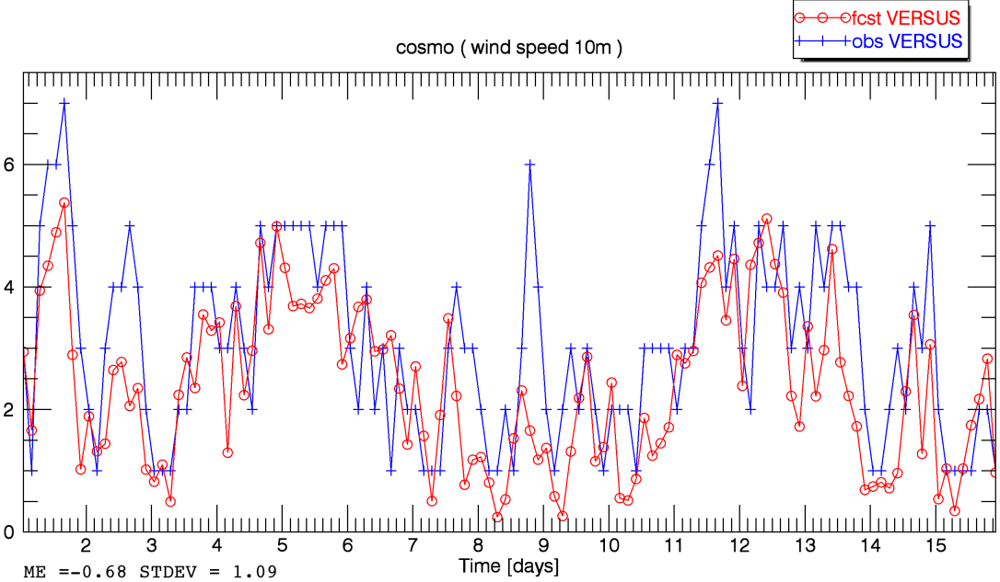 fcst VERSUS
obs VERSUS
cosmo ( wind speed 10m )
6
4
2
0
2 3 4 5 6 7 8 9 10 11 12 13 14 15
Time [days]
ME =-0.68 STDEV = 1.09